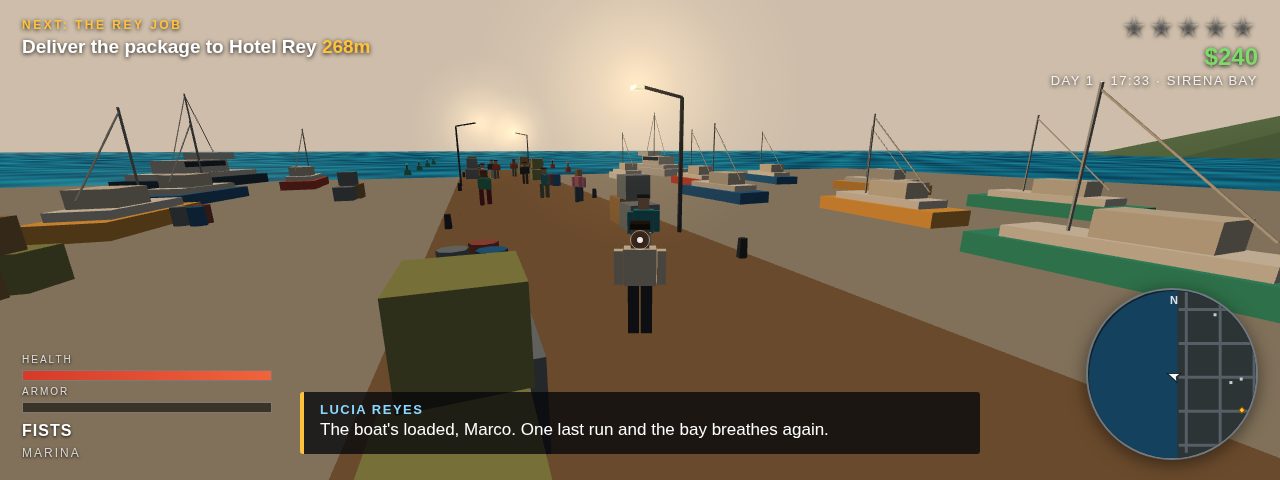 NEXT: THE REY JOB
Deliver the package to Hotel Rey 268m
$240
DAY 1 · 17:33 · SIRENA BAY
N
HEALTH
ARMOR
FISTS
MARINA
LUCIA REYES
The boat's loaded, Marco. One last run and the bay breathes again.